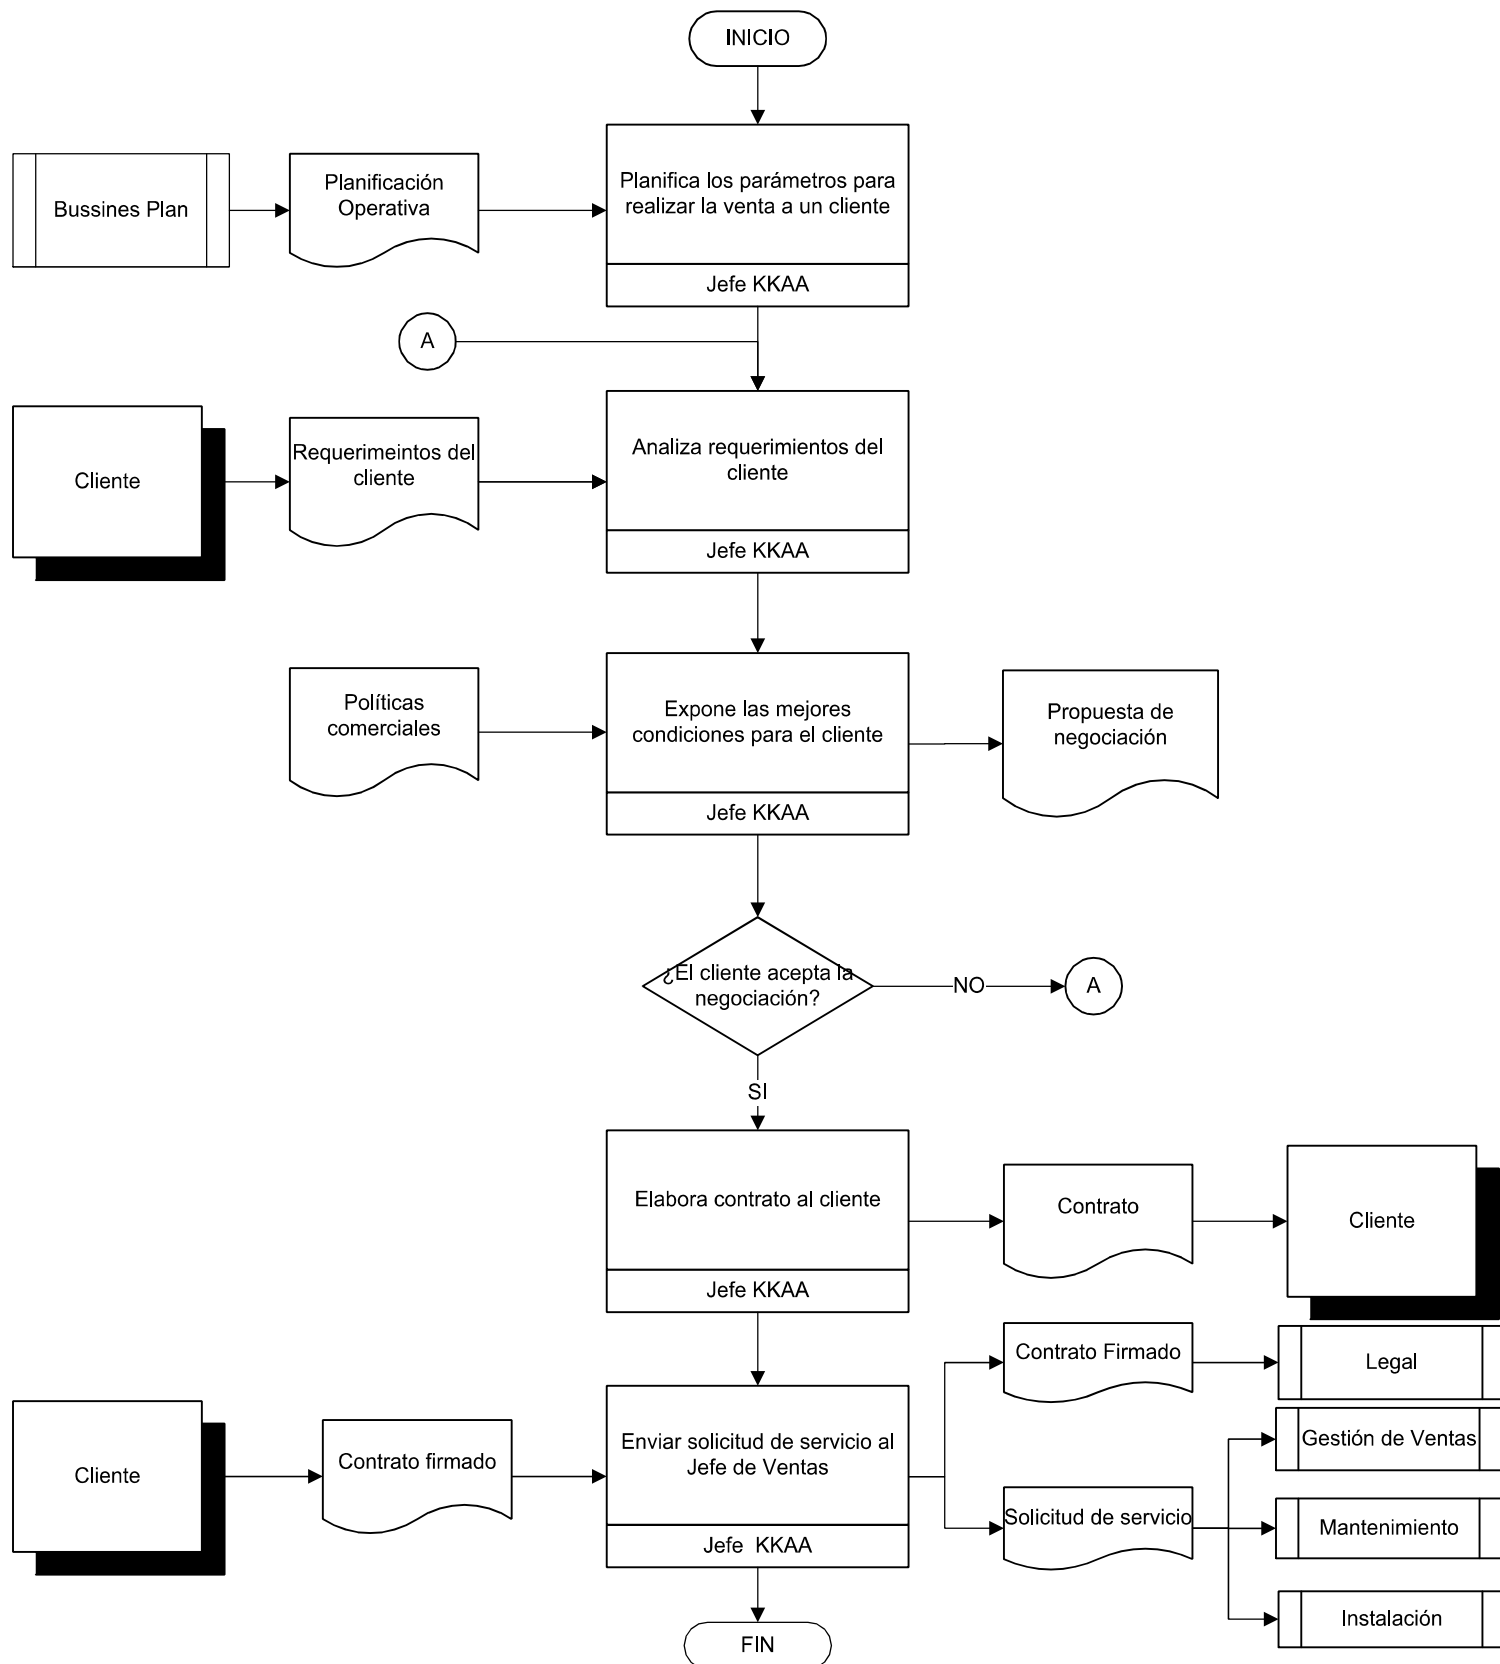 INICIO
Bussines Plan
Planificación
Operativa
Planifica los parámetros para
realizar la venta a un cliente
Jefe KKAA
A
Cliente
Requerimeintos del
cliente
Analiza requerimientos del
cliente
Jefe KKAA
Políticas
comerciales
Expone las mejores
condiciones para el cliente
Jefe KKAA
Propuesta de
negociación
¿El cliente acepta la
negociación?
NO
A
SI
Elabora contrato al cliente
Jefe KKAA
Contrato
Cliente
Cliente
Contrato firmado
Enviar solicitud de servicio al
Jefe de Ventas
Jefe  KKAA
Contrato Firmado
Legal
Solicitud de servicio
Gestión de Ventas
Mantenimiento
Instalación
FIN